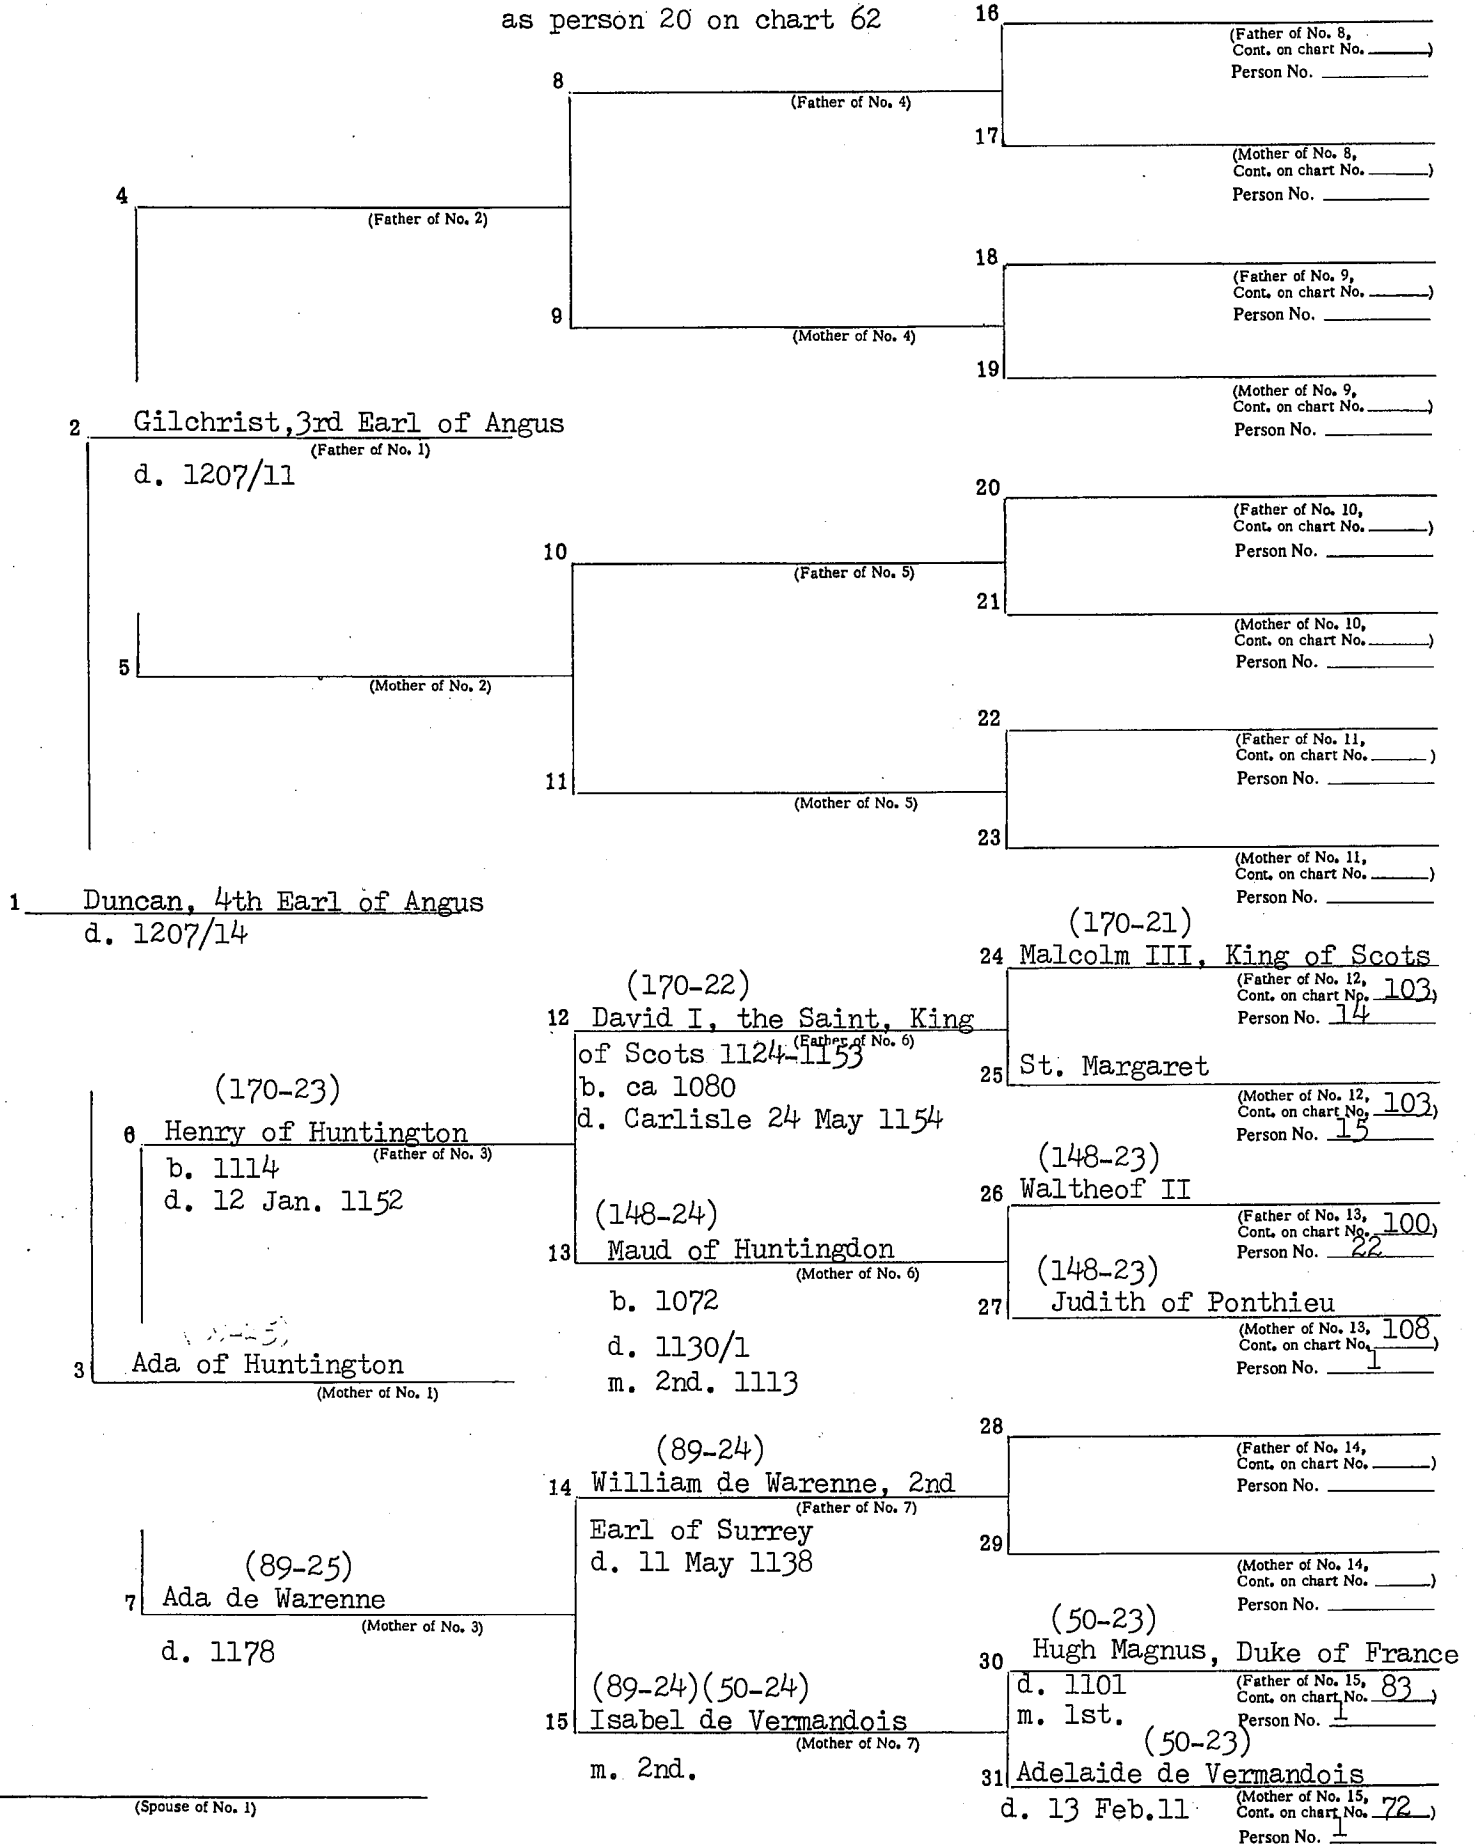 as person 20 on chart 62
16
(Father of No. 8,
Cont. on chart No. ______)
Person No. ______
8
(Father of No. 4)
17
(Mother of No. 8,
Cont. on chart No. ______)
Person No. ______
4
(Father of No. 2)
18
(Father of No. 9,
Cont. on chart No. ______)
Person No. ______
9
(Mother of No. 4)
19
(Mother of No. 9,
Cont. on chart No. ______)
Person No. ______
2 Gilchrist,3rd Earl of Angus
(Father of No. 1)
d. 1207/11
20
(Father of No. 10,
Cont. on chart No. ______)
Person No. ______
10
(Father of No. 5)
21
(Mother of No. 10,
Cont. on chart No. ______)
Person No. ______
5
(Mother of No. 2)
22
(Father of No. 11,
Cont. on chart No. ______)
Person No. ______
11
(Mother of No. 5)
23
(Mother of No. 11,
Cont. on chart No. ______)
Person No. ______
1 Duncan, 4th Earl of Angus
d. 1207/14
(170-21)
24 Malcolm III, King of Scots
(Father of No. 12,
Cont. on chart No. 103)
Person No. 14
(170-22)
12 David I, the Saint, King
(Father of No. 6)
of Scots 1124-1153
b. ca 1080
d. Carlisle 24 May 1154
25 St. Margaret
(Mother of No. 12,
Cont. on chart No. 103)
Person No. 15
(170-23)
6 Henry of Huntington
(Father of No. 3)
b. 1114
d. 12 Jan. 1152
(148-23)
26 Waltheof II
(Father of No. 13,
Cont. on chart No. 100)
Person No. 22
(148-24)
13 Maud of Huntingdon
(Mother of No. 6)
b. 1072
d. 1130/1
m. 2nd. 1113
(148-23)
27 Judith of Ponthieu
(Mother of No. 13,
Cont. on chart No. 108)
Person No. 1
3 Ada of Huntington
(Mother of No. 1)
28
(Father of No. 14,
Cont. on chart No. ______)
Person No. ______
(89-24)
14 William de Warenne, 2nd
(Father of No. 7)
Earl of Surrey
d. 11 May 1138
29
(Mother of No. 14,
Cont. on chart No. ______)
Person No. ______
(89-25)
7 Ada de Warenne
(Mother of No. 3)
d. 1178
(50-23)
30 Hugh Magnus, Duke of France
d. 1101
m. 1st.
(Father of No. 15,
Cont. on chart No. 83)
Person No. 1
(89-24)(50-24)
15 Isabel de Vermandois
(Mother of No. 7)
m. 2nd.
(50-23)
31 Adelaide de Vermandois
d. 13 Feb.11
(Mother of No. 15,
Cont. on chart No. 72)
Person No. 1
(Spouse of No. 1)